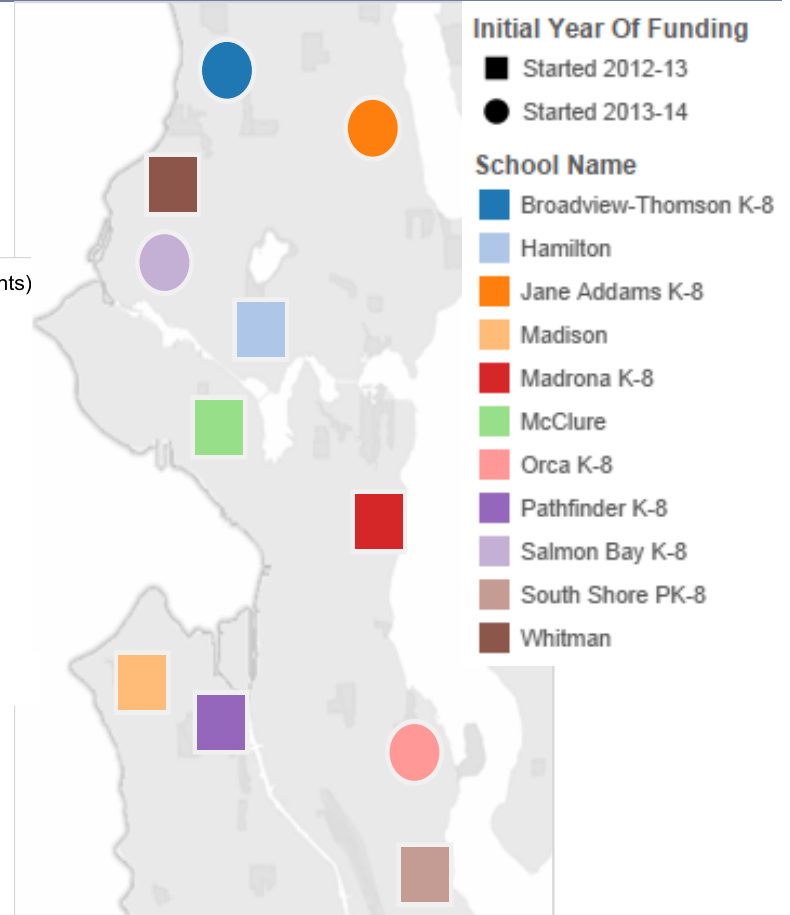 Initial Year Of Funding
Started 2012-13
Started 2013-14
School Name
Broadview-Thomson K-8
Hamilton
nts)
Jane Addams K-8
Madison
Madrona K-8
McClure
Orca K-8
Pathfinder K-8
Salmon Bay K-8
South Shore PK-8
Whitman